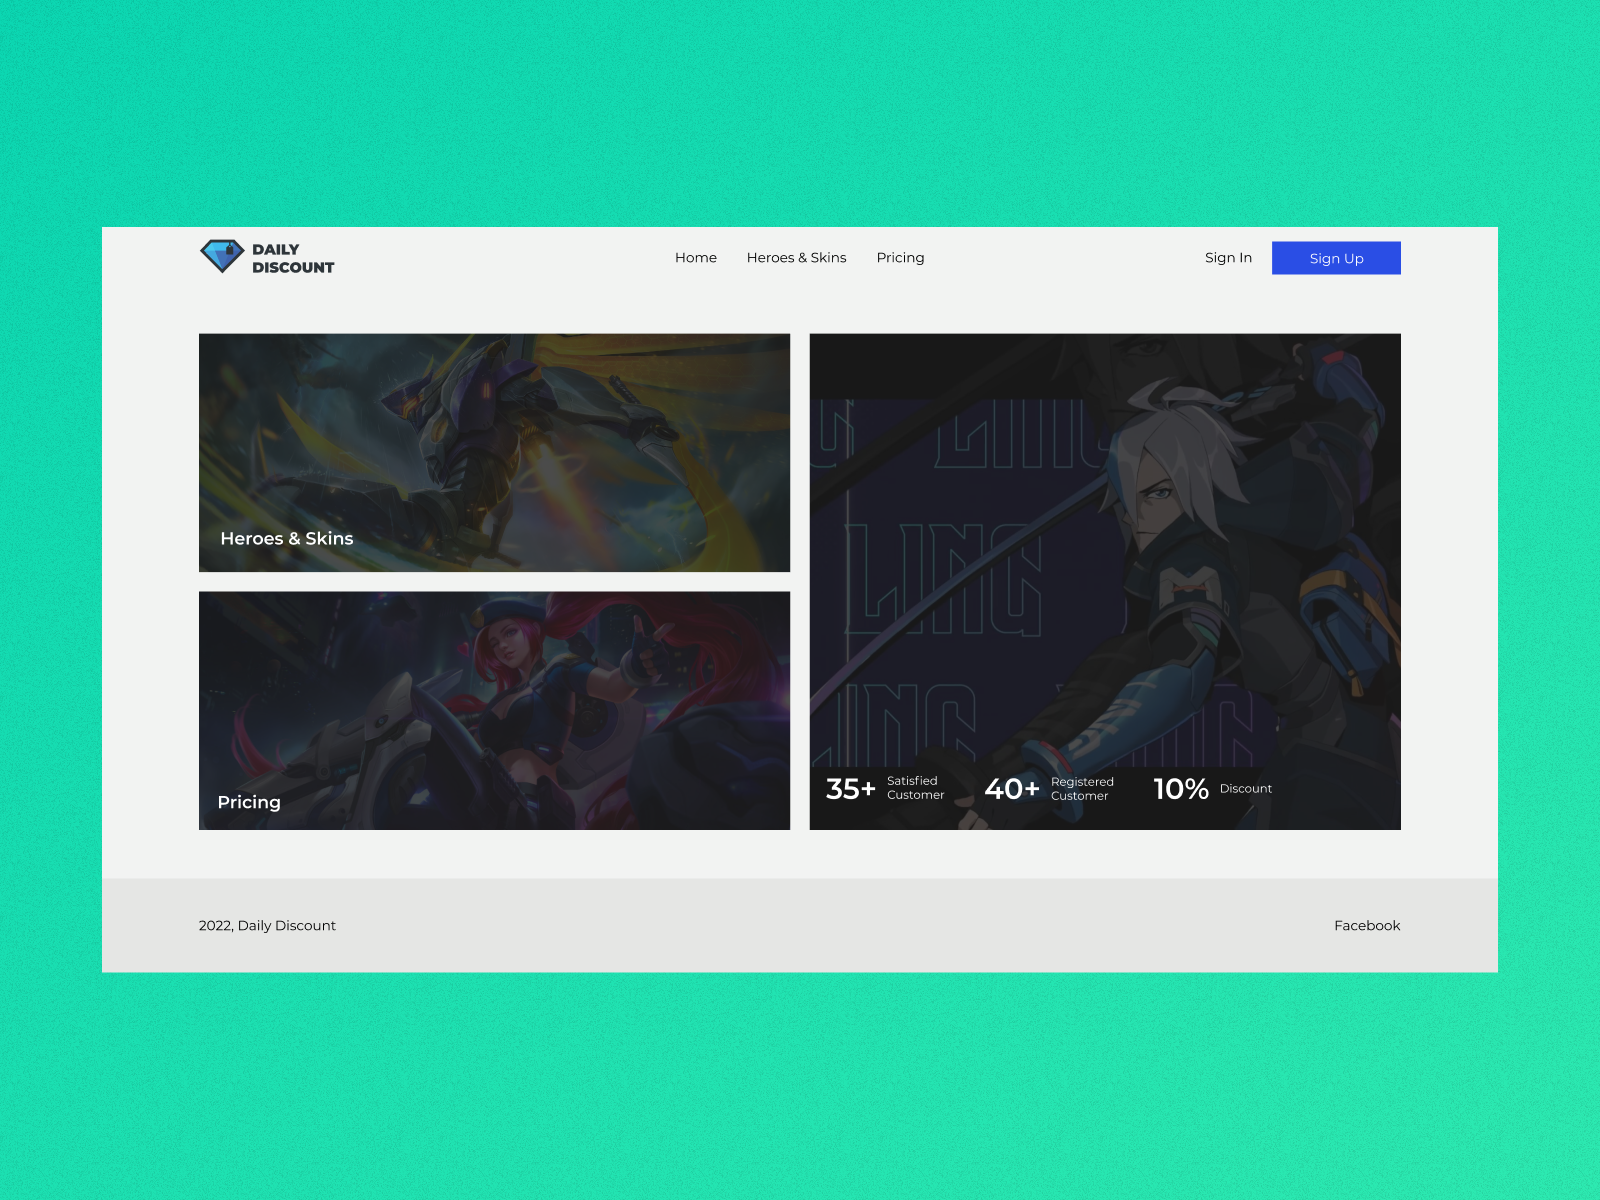 DAILY
DISCOUNT
Home
Heroes & Skins
Pricing
Sign In
Sign Up
Heroes & Skins
Pricing
LING
LING
LING
35+
Satisfied
Customer
40+
Registered
Customer
10%
Discount
2022, Daily Discount
Facebook